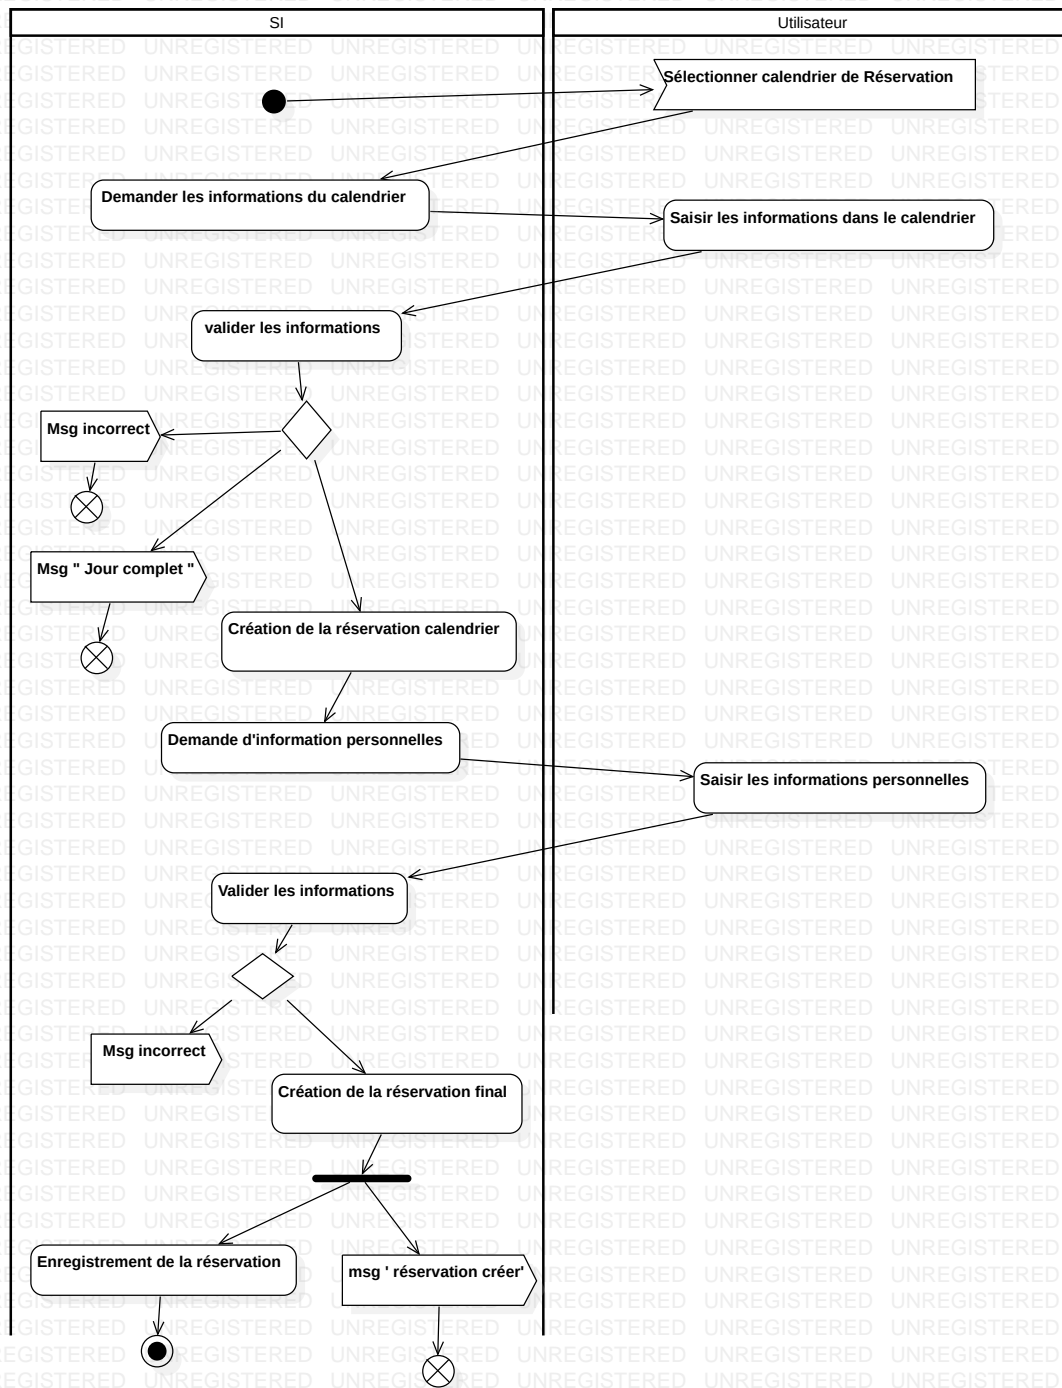 SI
Utilisateur
Sélectionner calendrier de Réservation
Demander les informations du calendrier
Saisir les informations dans le calendrier
valider les informations
Msg incorrect
Msg " Jour complet "
Création de la réservation calendrier
Demande d'information personnelles
Saisir les informations personnelles
Valider les informations
Msg incorrect
Création de la réservation final
Enregistrement de la réservation
msg ' réservation créer'
UNREGISTERED